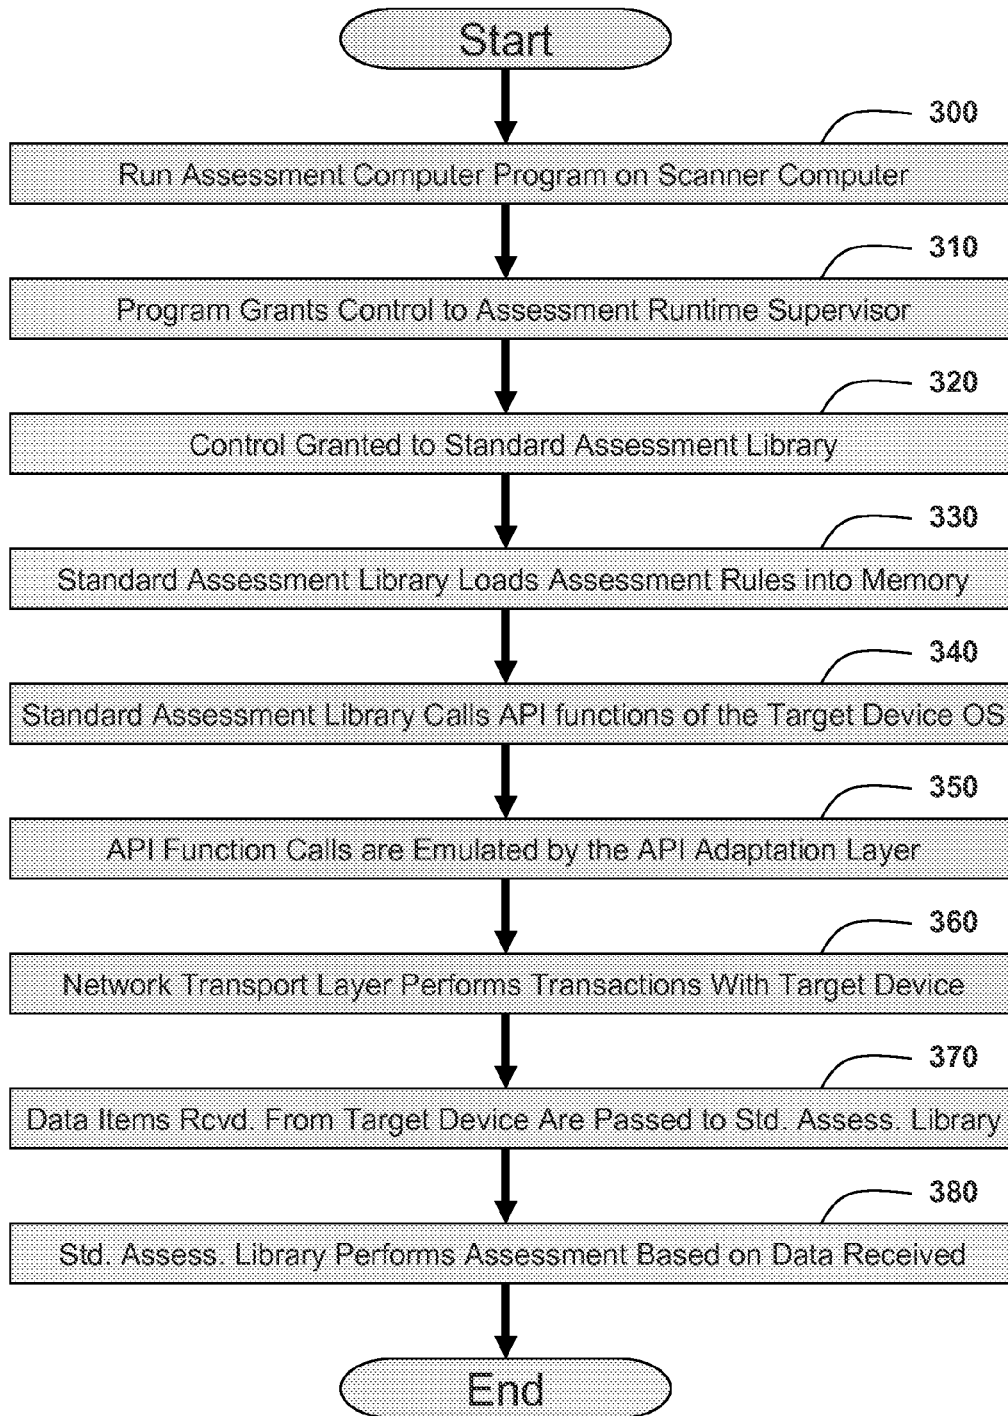 Start
300
Run Assessment Computer Program on Scanner Computer
310
Program Grants Control to Assessment Runtime Supervisor
320
Control Granted to Standard Assessment Library
330
Standard Assessment Library Loads Assessment Rules into Memory
340
Standard Assessment Library Calls API functions of the Target Device OS
350
API Function Calls are Emulated by the API Adaptation Layer
360
Network Transport Layer Performs Transactions With Target Device
370
Data Items Rcvd. From Target Device Are Passed to Std. Assess. Library
380
Std. Assess. Library Performs Assessment Based on Data Received
End